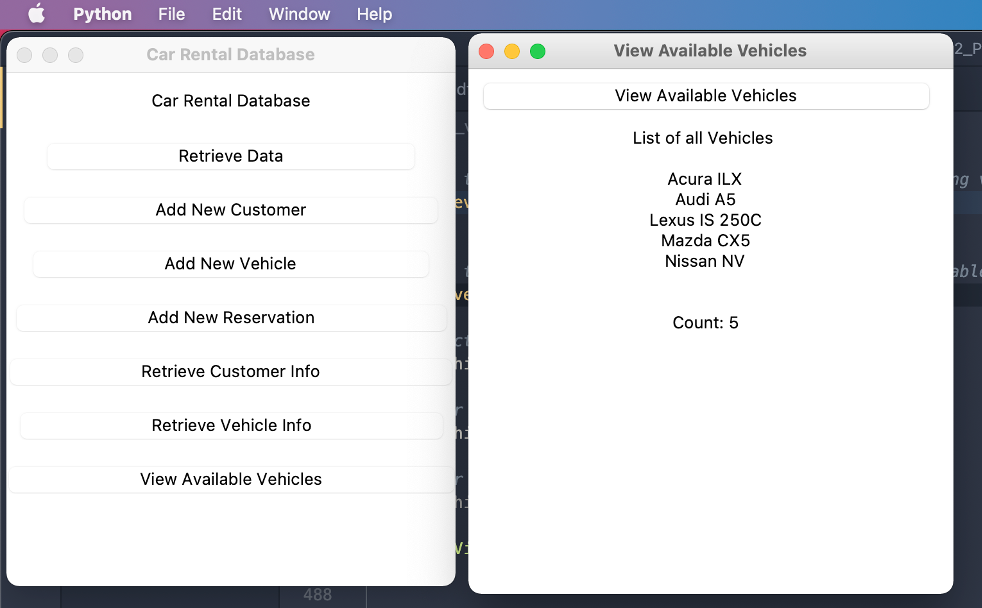 Python File Edit Window Help
Car Rental Database
Car Rental Database
Retrieve Data
Add New Customer
Add New Vehicle
Add New Reservation
Retrieve Customer Info
Retrieve Vehicle Info
View Available Vehicles
View Available Vehicles
View Available Vehicles
List of all Vehicles
Acura ILX
Audi A5
Lexus IS 250C
Mazda CX5
Nissan NV
Count: 5
488